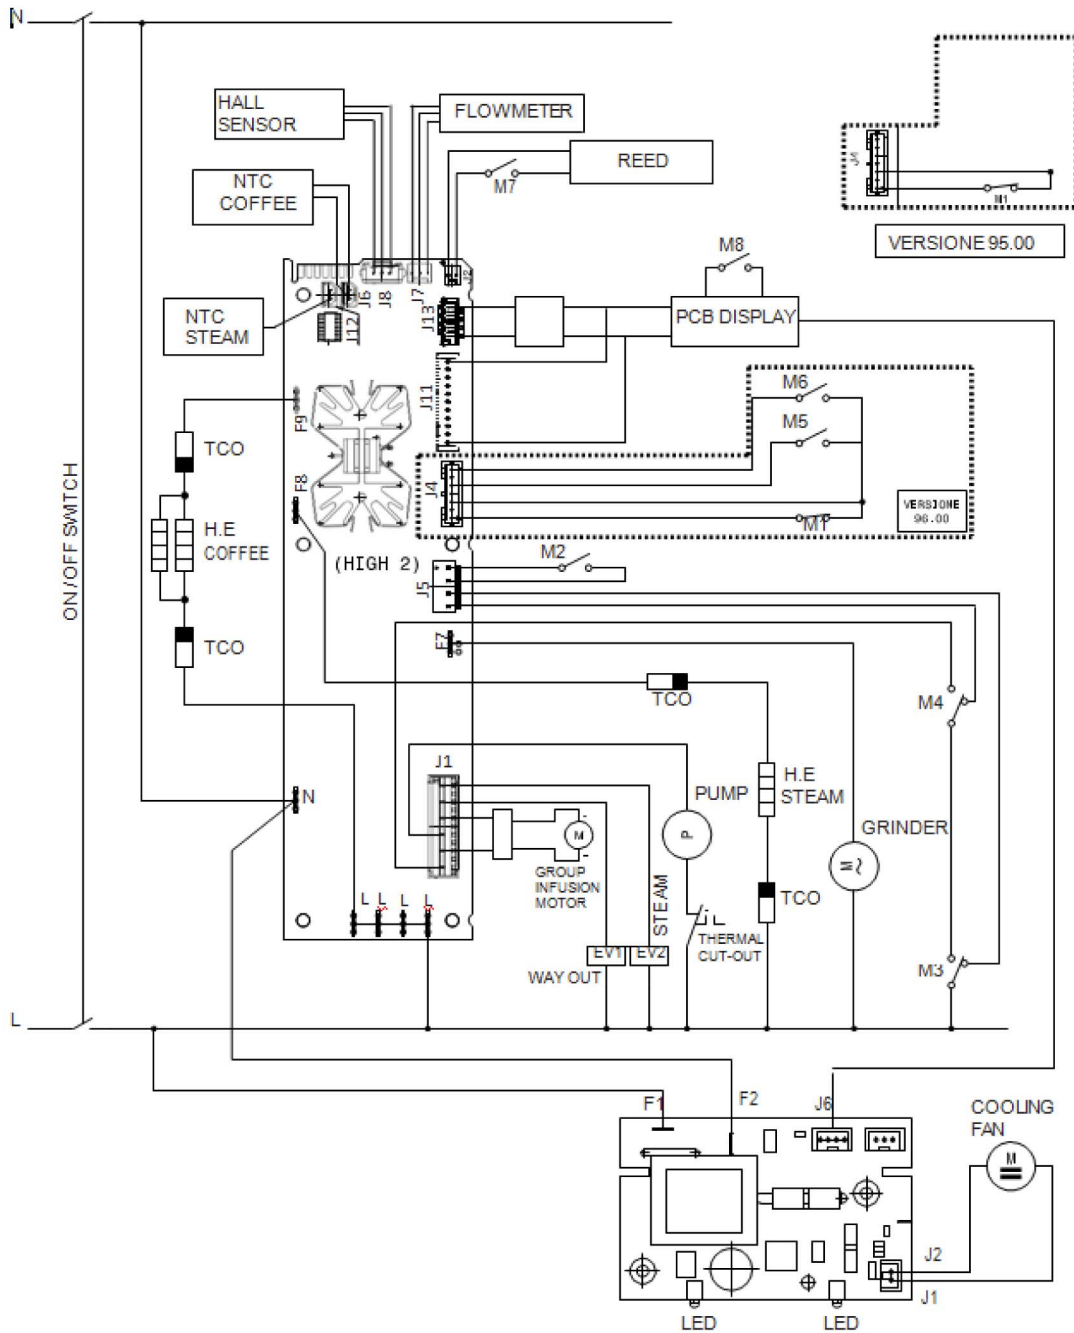 N
HALL
SENSOR
FLOWMETER
REED
NTC
COFFEE
M7
J4
M1
VERSIONE 95.00
M8
J6
J8
J7
J2
NTC
STEAM
J12
J13
PCB DISPLAY
M6
J11
M5
F9
TCO
F8
J4
VERSIONE
96.00
M1
ON/OFF SWITCH
H.E
COFFEE
(HIGH 2)
M2
J5
TCO
F7
TCO
M4
J1
N
PUMP
H.E
STEAM
P
GRINDER
M
M
GROUP
INFUSION
MOTOR
STEAM
TCO
L
L
L
L
THERMAL
CUT-OUT
EV1
EV2
WAY OUT
M3
L
F1
F2
J6
COOLING
FAN
M
J2
J1
LED
LED